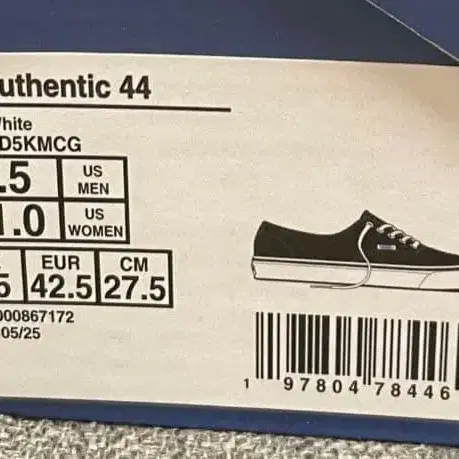 uthentic 44
hite
D5KMCG
.5 US MEN
1.0 US WOMEN
EUR CM
5 42.5 27.5
000867172
05/25
1 97804 78446